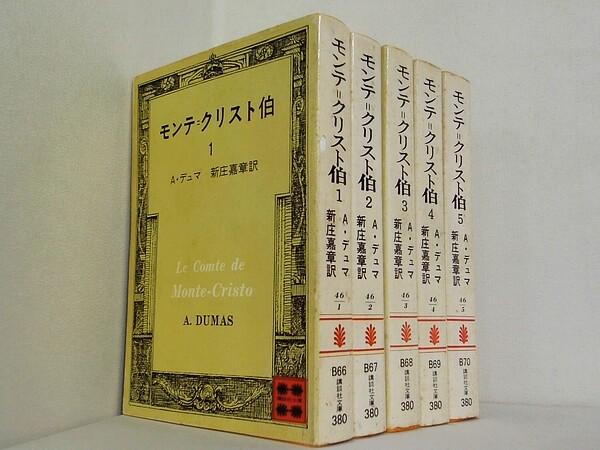 モンテ=クリスト伯
1
A・デュマ 新庄嘉章訳
Le Comte de
Monte-Cristo
A. DUMAS
講談社文庫
モンテ=クリスト伯 1
A・デュマ
新庄嘉章訳
46/1
B66
講談社文庫
380
モンテ=クリスト伯 2
A・デュマ
新庄嘉章訳
46/2
B67
講談社文庫
380
モンテ=クリスト伯 3
A・デュマ
新庄嘉章訳
46/3
B68
講談社文庫
380
モンテ=クリスト伯 4
A・デュマ
新庄嘉章訳
46/4
B69
講談社文庫
380
モンテ=クリスト伯 5
A・デュマ
新庄嘉章訳
46/5
B70
講談社文庫
380